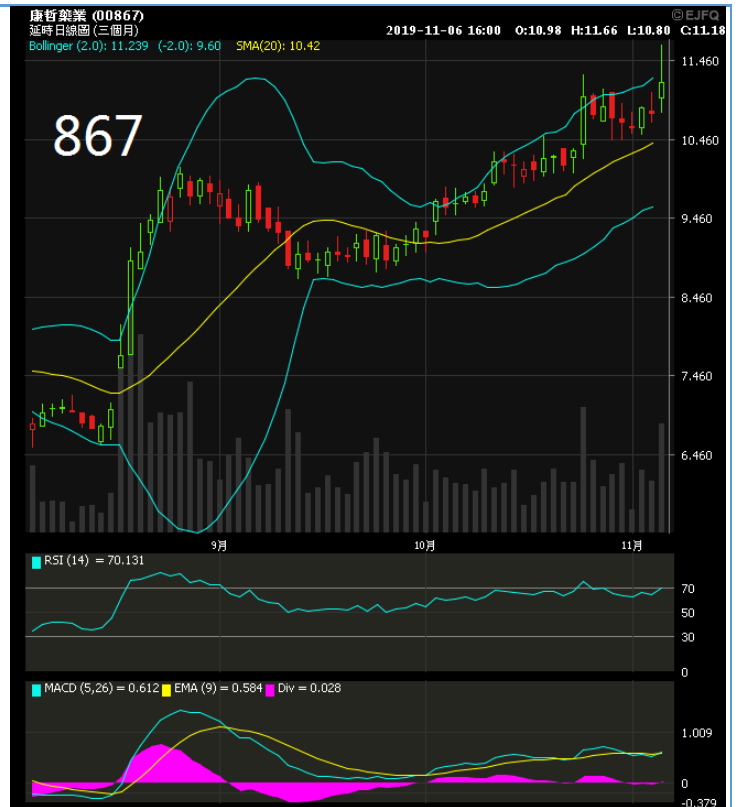 康哲藥業 (00867)
©EJFQ
延時日線圖 (三個月)
2019-11-06 16:00 O:10.98 H:11.66 L:10.80 C:11.18
Bollinger (2.0): 11.239 (-2.0): 9.60 SMA(20): 10.42
11.460
867
10.460
9.460
8.460
7.460
6.460
9月 10月 11月
RSI (14) = 70.131
70
50
30
0
MACD (5,26) = 0.612 EMA (9) = 0.584 Div = 0.028
1.009
0
-0.379